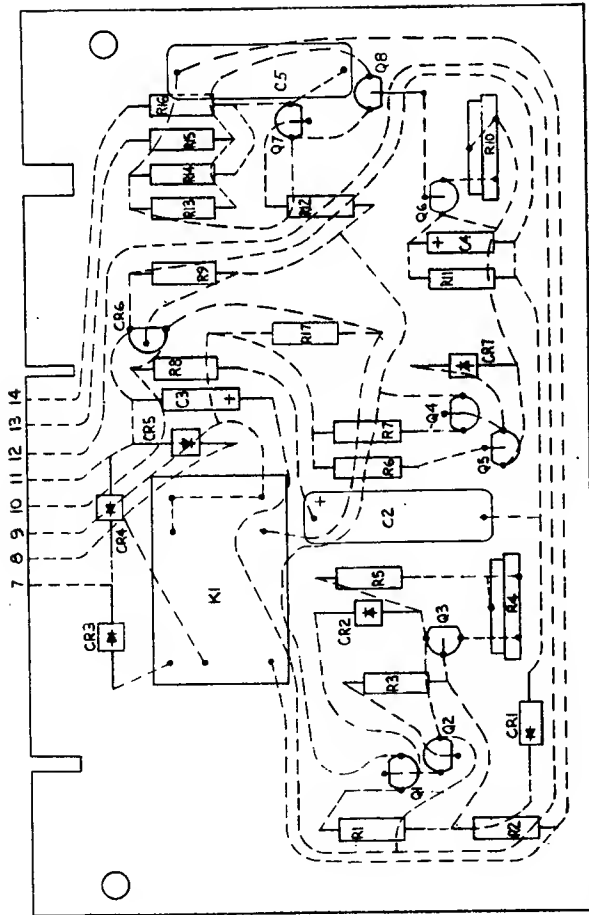 C5
R16
Q8
R15
Q7
R14
R13
R12
R10
Q6
C4
+
R9
R11
CR6
R17
R8
CR7
C3
+
14
13
12
11
10
9
8
7
CR5
R7
Q4
R6
Q5
CR4
+
C2
K1
CR3
R5
R4
CR2
Q3
R3
Q2
CR1
Q1
R1
R2